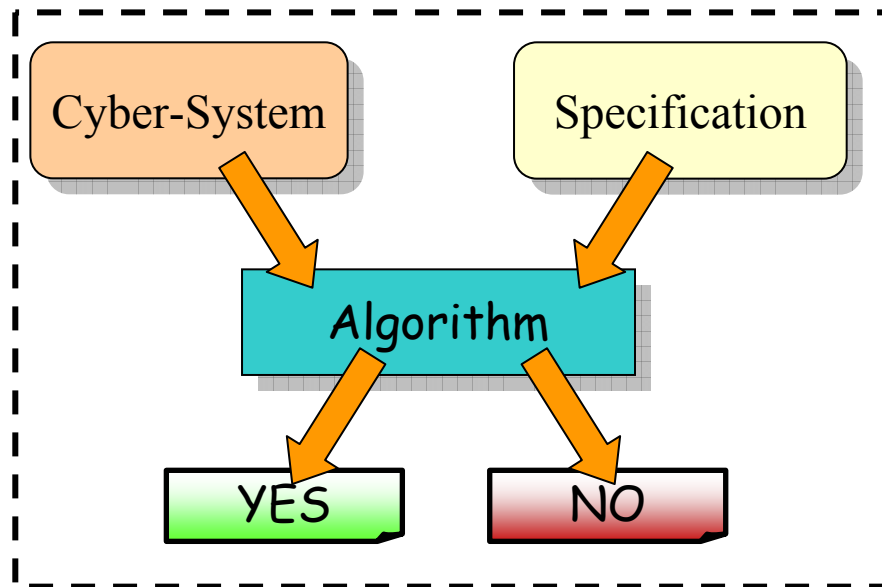 Cyber-System
Specification
Algorithm
YES
NO